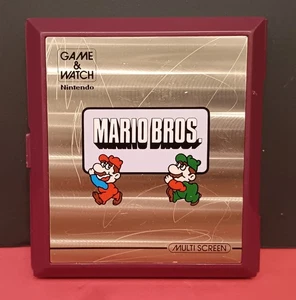 GAME
& WATCH
Nintendo
MARIO BROS.
MULTI SCREEN